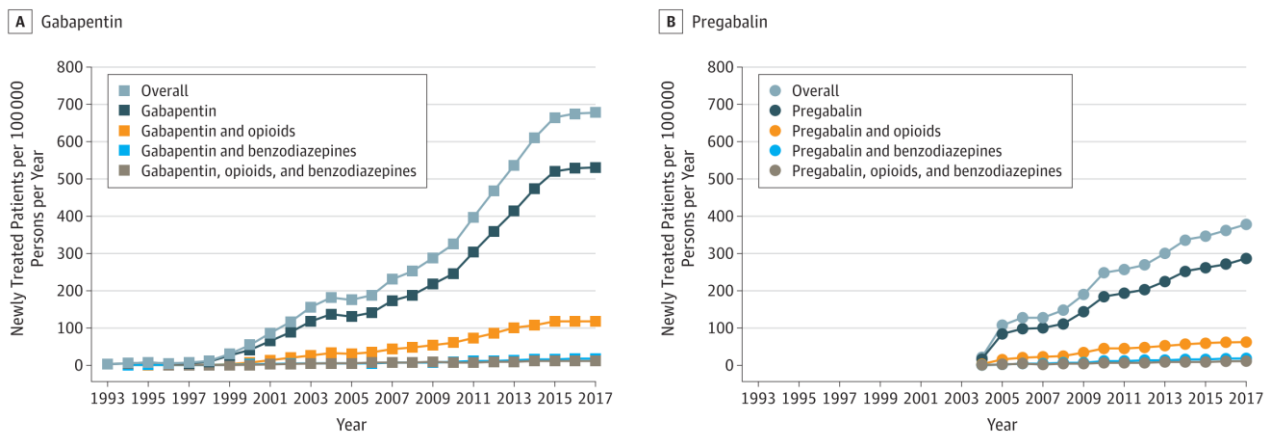 A Gabapentin
Newly Treated Patients per 100 000
Persons per Year
800
700
600
500
400
300
200
100
0
Overall
Gabapentin
Gabapentin and opioids
Gabapentin and benzodiazepines
Gabapentin, opioids, and benzodiazepines
1993 1995 1997 1999 2001 2003 2005 2007 2009 2011 2013 2015 2017
Year
B Pregabalin
Newly Treated Patients per 100 000
Persons per Year
800
700
600
500
400
300
200
100
0
Overall
Pregabalin
Pregabalin and opioids
Pregabalin and benzodiazepines
Pregabalin, opioids, and benzodiazepines
1993 1995 1997 1999 2001 2003 2005 2007 2009 2011 2013 2015 2017
Year